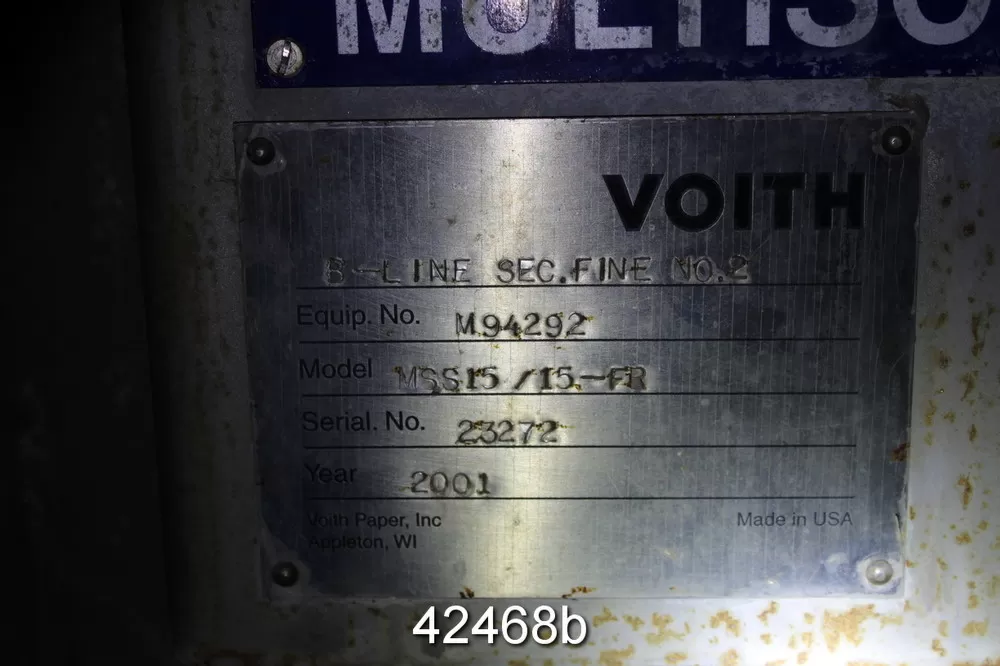 MULTISO
VOITH
B-LINE SEC.FINE NO.2
Equip. No. M94292
Model MSS15/15-FR
Serial. No. 23272
Year 2001
Voith Paper, Inc Made in USA
Appleton, WI
42468b